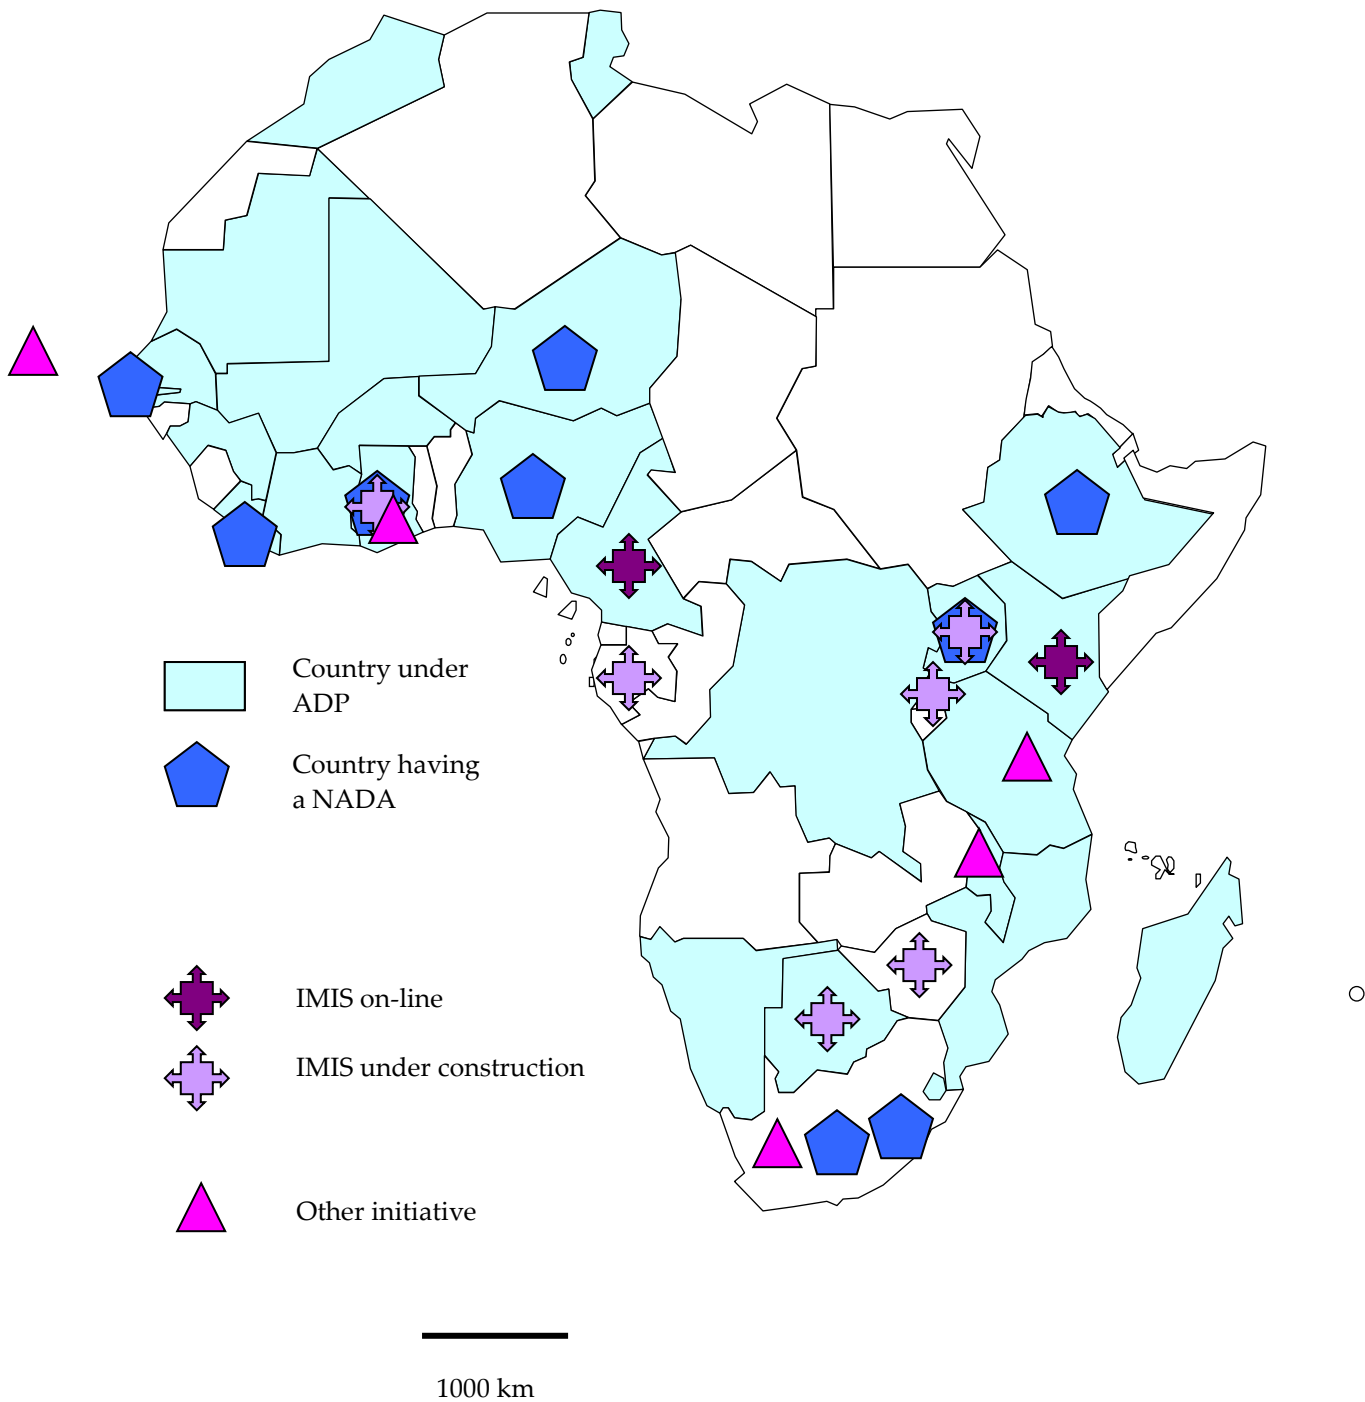 Country under
ADP
Country having
a NADA
IMIS on-line
IMIS under construction
Other initiative
1000 km